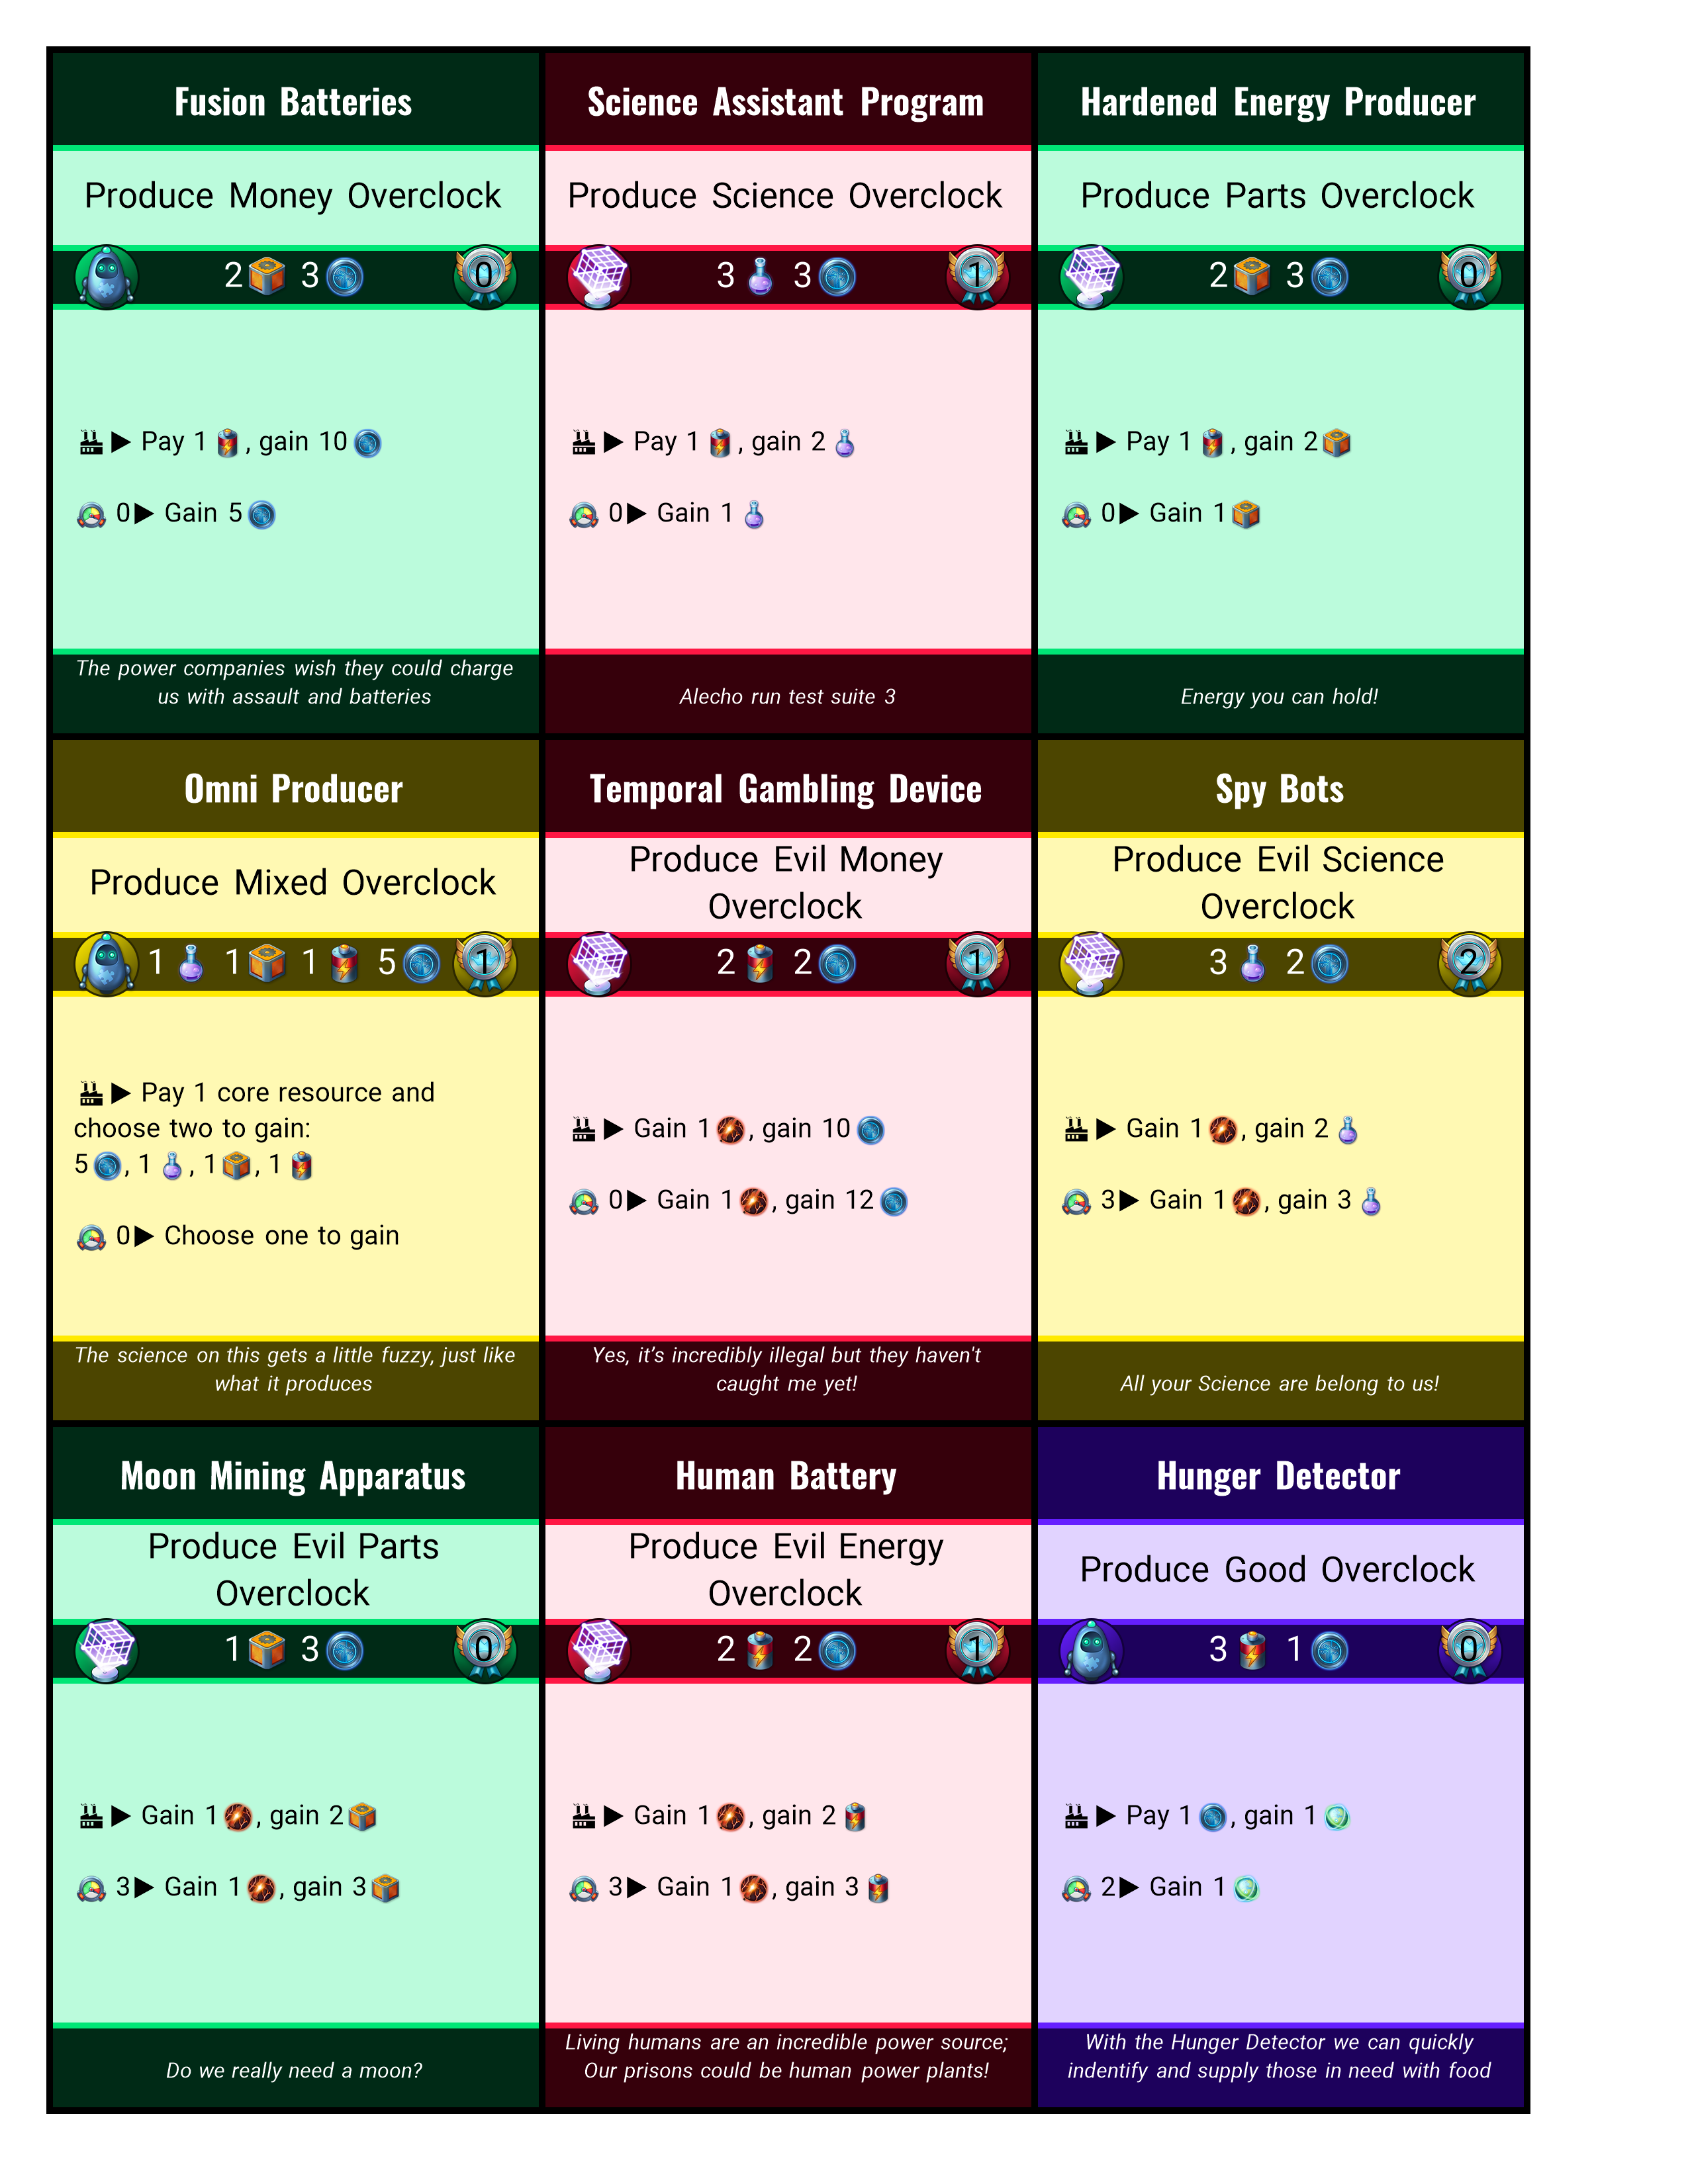 Fusion Batteries
Produce Money Overclock
2 3 0
▶ Pay 1 , gain 10
0▶ Gain 5
The power companies wish they could charge
us with assault and batteries
Science Assistant Program
Produce Science Overclock
3 3 1
▶ Pay 1 , gain 2
0▶ Gain 1
Alecho run test suite 3
Hardened Energy Producer
Produce Parts Overclock
2 3 0
▶ Pay 1 , gain 2
0▶ Gain 1
Energy you can hold!
Omni Producer
Produce Mixed Overclock
1 1 1 5 1
▶ Pay 1 core resource and
choose two to gain:
5 , 1 , 1 , 1
0▶ Choose one to gain
The science on this gets a little fuzzy, just like
what it produces
Temporal Gambling Device
Produce Evil Money
Overclock
2 2 1
▶ Gain 1 , gain 10
0▶ Gain 1 , gain 12
Yes, it’s incredibly illegal but they haven't
caught me yet!
Spy Bots
Produce Evil Science
Overclock
3 2 2
▶ Gain 1 , gain 2
3▶ Gain 1 , gain 3
All your Science are belong to us!
Moon Mining Apparatus
Produce Evil Parts
Overclock
1 3 0
▶ Gain 1 , gain 2
3▶ Gain 1 , gain 3
Do we really need a moon?
Human Battery
Produce Evil Energy
Overclock
2 2 1
▶ Gain 1 , gain 2
3▶ Gain 1 , gain 3
Living humans are an incredible power source;
Our prisons could be human power plants!
Hunger Detector
Produce Good Overclock
3 1 0
▶ Pay 1 , gain 1
2▶ Gain 1
With the Hunger Detector we can quickly
indentify and supply those in need with food